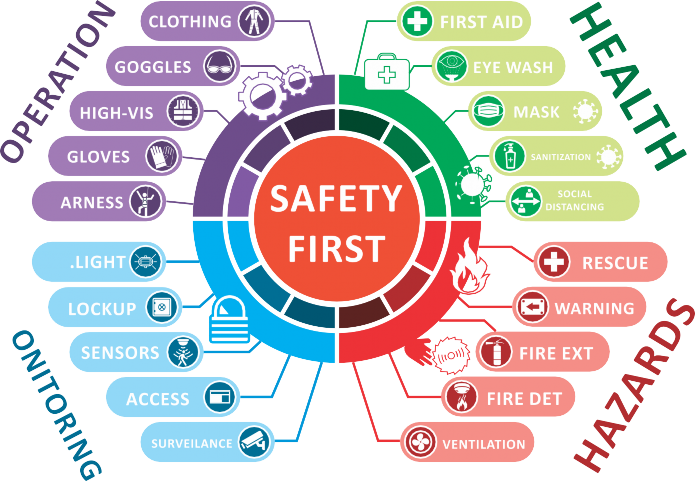 OPERATION
CLOTHING
GOGGLES
HIGH-VIS
GLOVES
ARNESS
HEALTH
FIRST AID
EYE WASH
MASK
SANITIZATION
SOCIAL
DISTANCING
SAFETY
FIRST
ONITORING
.LIGHT
LOCKUP
SENSORS
ACCESS
SURVEILANCE
HAZARDS
RESCUE
WARNING
FIRE EXT
FIRE DET
VENTILATION